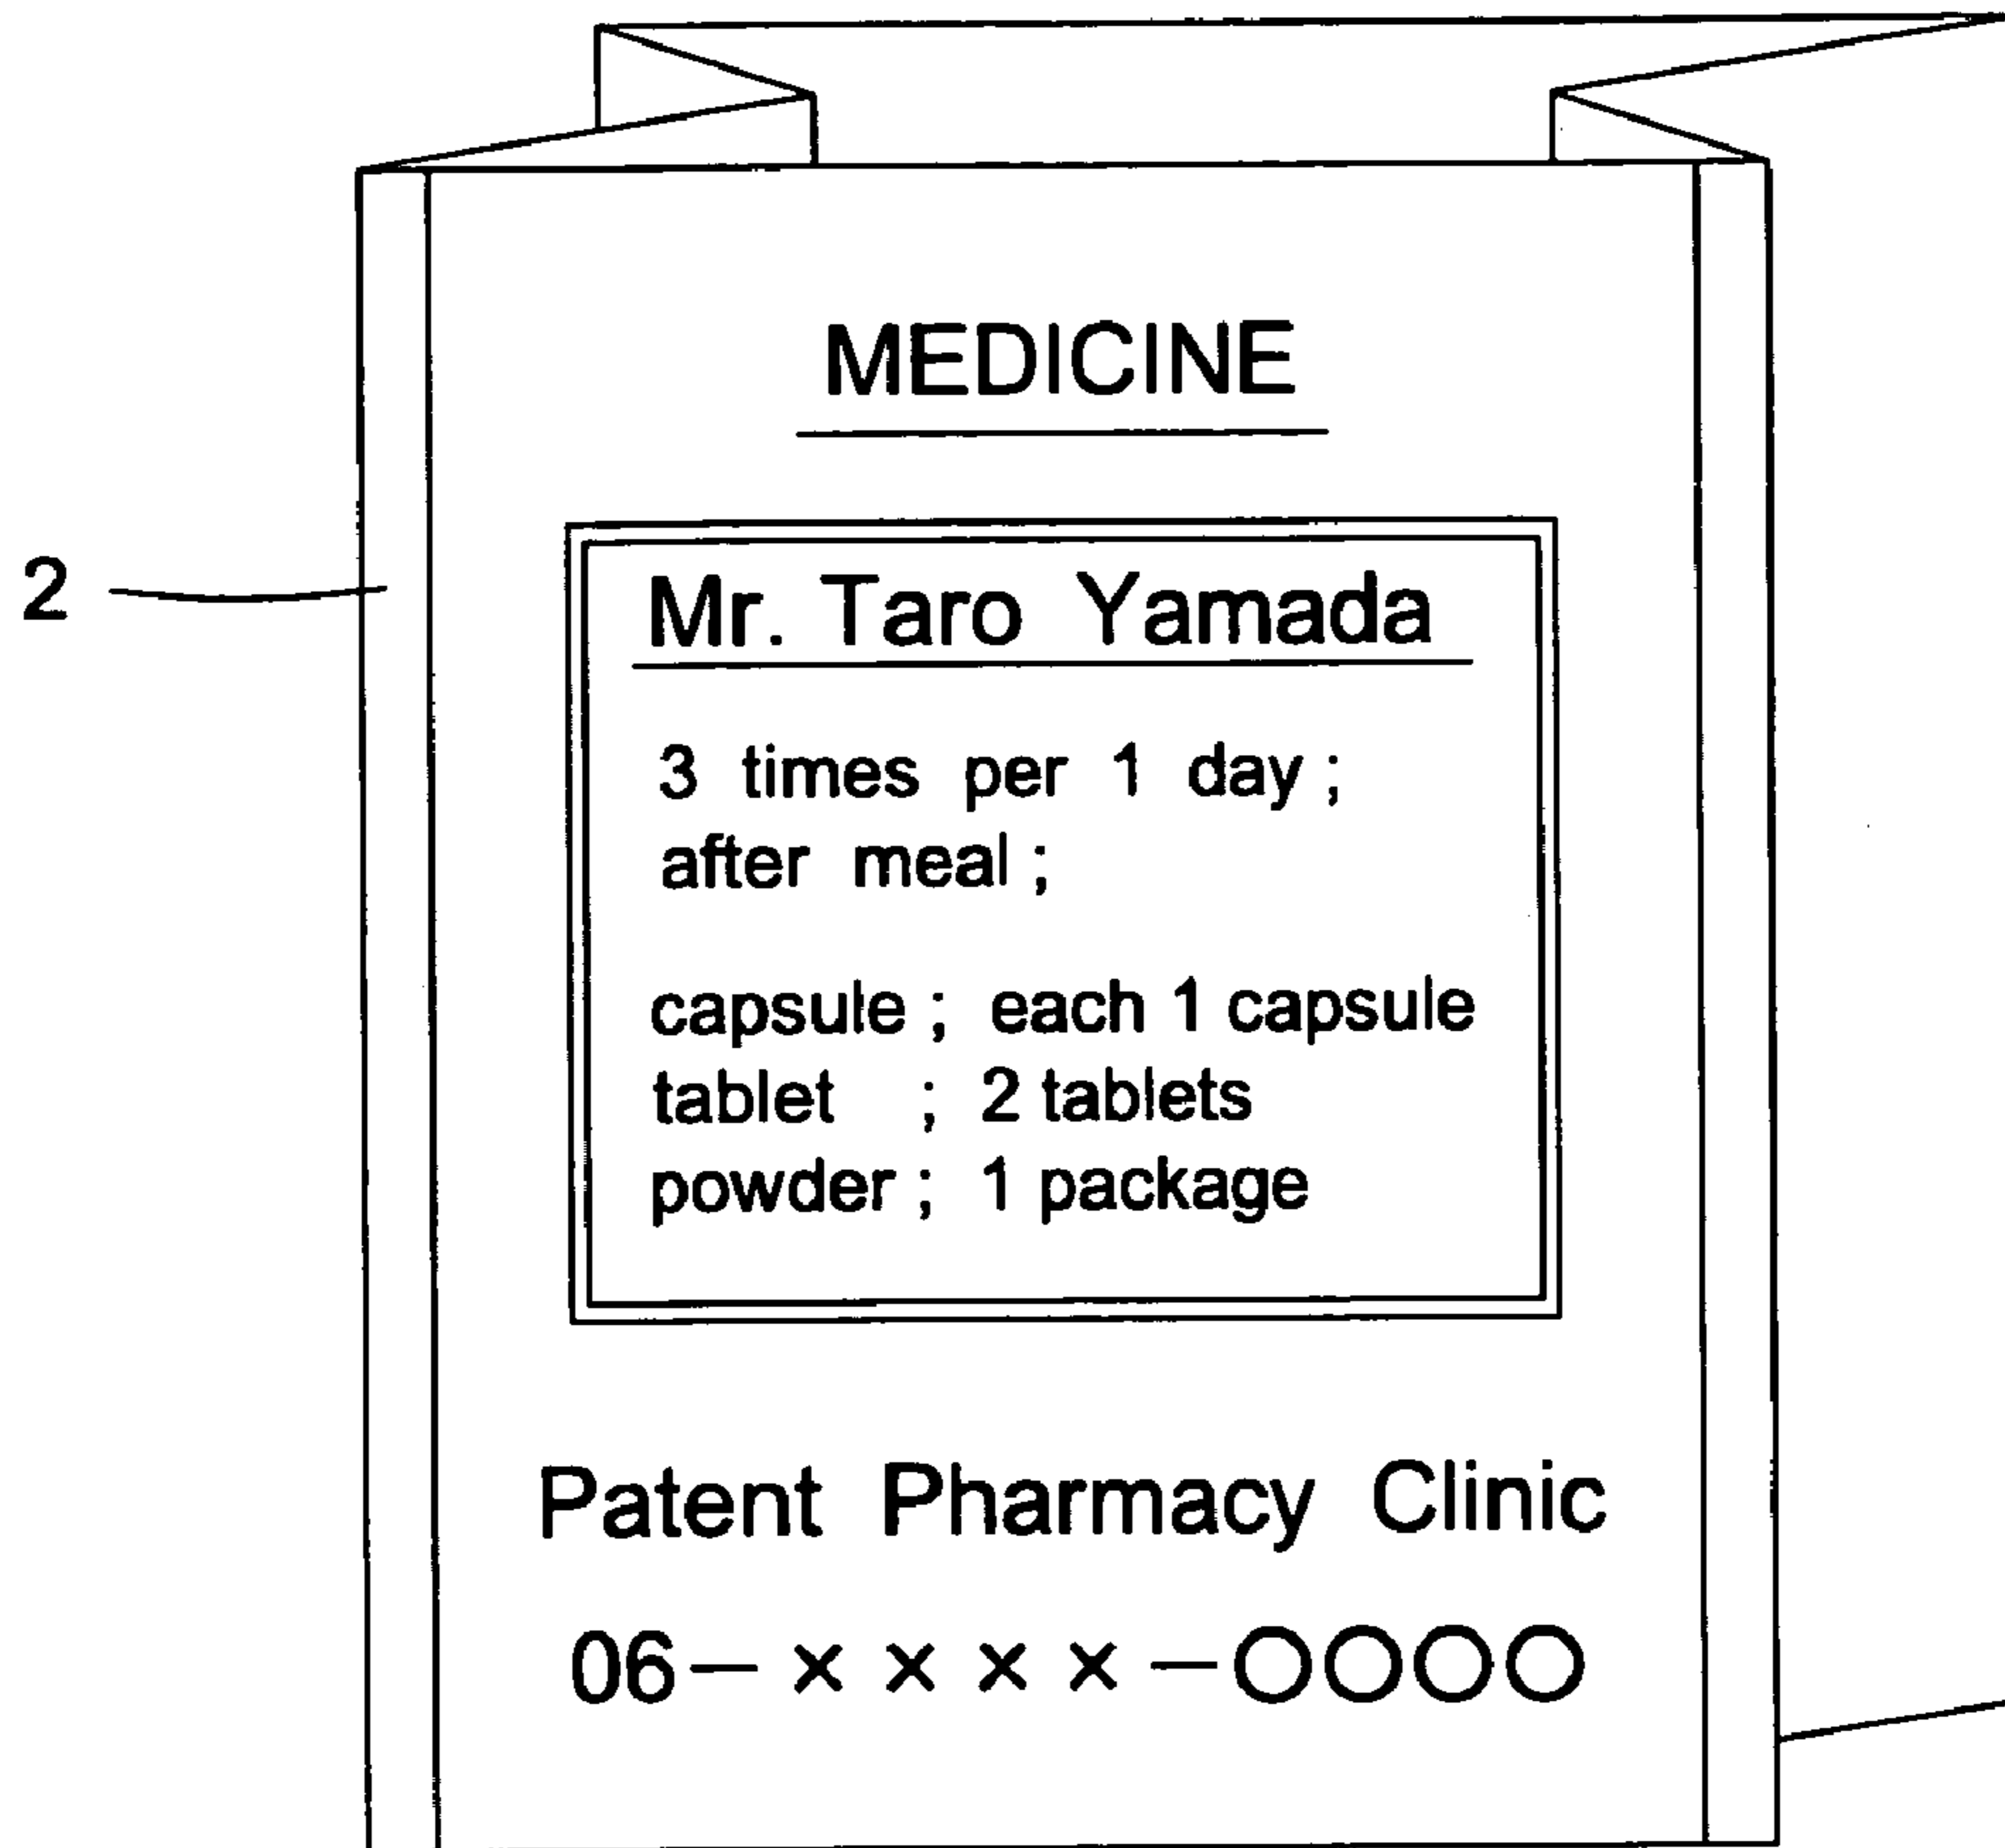 MEDICINE
2
Mr. Taro Yamada
3 times per 1 day ;
after meal ;
capsule ; each 1 capsule
tablet ; 2 tablets
powder ; 1 package
Patent Pharmacy Clinic
06— × × × × —○○○○